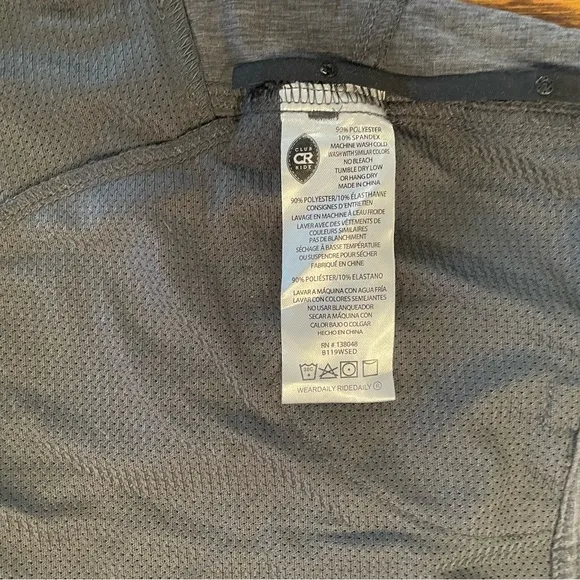 CLUB
CR
RIDE
90% POLYESTER
10% SPANDEX
MACHINE WASH COLD
WASH WITH SIMILAR COLORS
NO BLEACH
TUMBLE DRY LOW
OR HANG DRY
MADE IN CHINA
90% POLYESTER/10% ÉLASTHANNE
CONSIGNES D'ENTRETIEN
LAVAGE EN MACHINE À L'EAU FROIDE
LAVER AVEC DES VÊTEMENTS DE
COULEURS SIMILAIRES
PAS DE BLANCHIMENT
SÉCHAGE À BASSE TEMPÉRATURE
OU SUSPENDRE POUR SÉCHER
FABRIQUÉ EN CHINE
90% POLIÉSTER/10% ELASTANO
LAVAR A MÁQUINA CON AGUA FRÍA
LAVAR CON COLORES SEMEJANTES
NO USAR BLANQUEADOR
SECAR A MÁQUINA CON
CALOR BAJO O COLGAR
HECHO EN CHINA
RN # 138048
B119WSED
30C
WEARDAILY RIDEDAILY ®